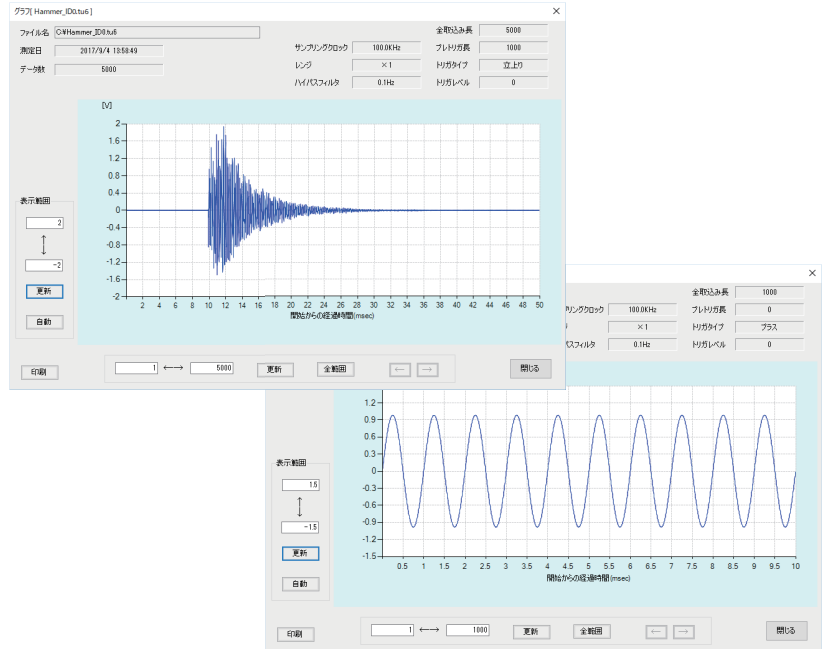 グラフ[ Hammer_ID0.tu6 ]
ファイル名 C:¥Hammer_ID0.tu6
測定日 2017/9/4 13:58:49
データ数 5000
サンプリングクロック 100.0KHz
レンジ ×1
ハイパスフィルタ 0.1Hz
全取込み長 5000
プレトリガ長 1000
トリガタイプ 立上り
トリガレベル 0
[V]
2
1.6
1.2
0.8
0.4
0
-0.4
-0.8
-1.2
-1.6
-2
2 4 6 8 10 12 14 16 18 20 22 24 26 28 30 32 34 36 38 40 42 44 46 48 50
開始からの経過時間(msec)
表示範囲
2
-2
更新
自動
印刷
1 ←→ 5000 更新 全範囲 ← → 閉じる
プリングクロック 100.0KHz
×1
パスフィルタ 0.1Hz
全取込み長 1000
プレトリガ長 0
トリガタイプ プラス
トリガレベル 0
1.2
0.9
0.6
0.3
0
-0.3
-0.6
-0.9
-1.2
-1.5
0.5 1 1.5 2 2.5 3 3.5 4 4.5 5 5.5 6 6.5 7 7.5 8 8.5 9 9.5 10
開始からの経過時間(msec)
表示範囲
1.5
-1.5
更新
自動
印刷
1 ←→ 1000 更新 全範囲 ← → 閉じる